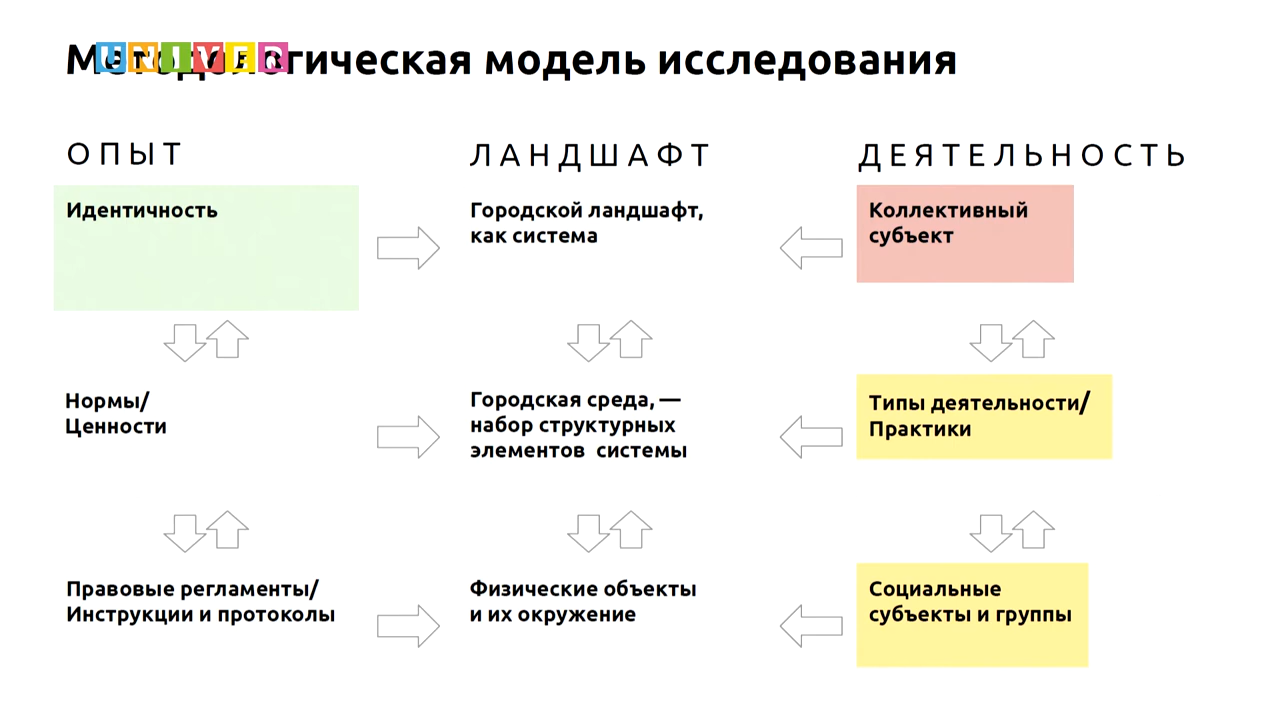 Методологическая модель исследования
UNIVER
ОПЫТ
ЛАНДШАФТ
ДЕЯТЕЛЬНОСТЬ
Идентичность
Городской ландшафт,
как система
Коллективный
субъект
Нормы/
Ценности
Городская среда, —
набор структурных
элементов системы
Типы деятельности/
Практики
Правовые регламенты/
Инструкции и протоколы
Физические объекты
и их окружение
Социальные
субъекты и группы